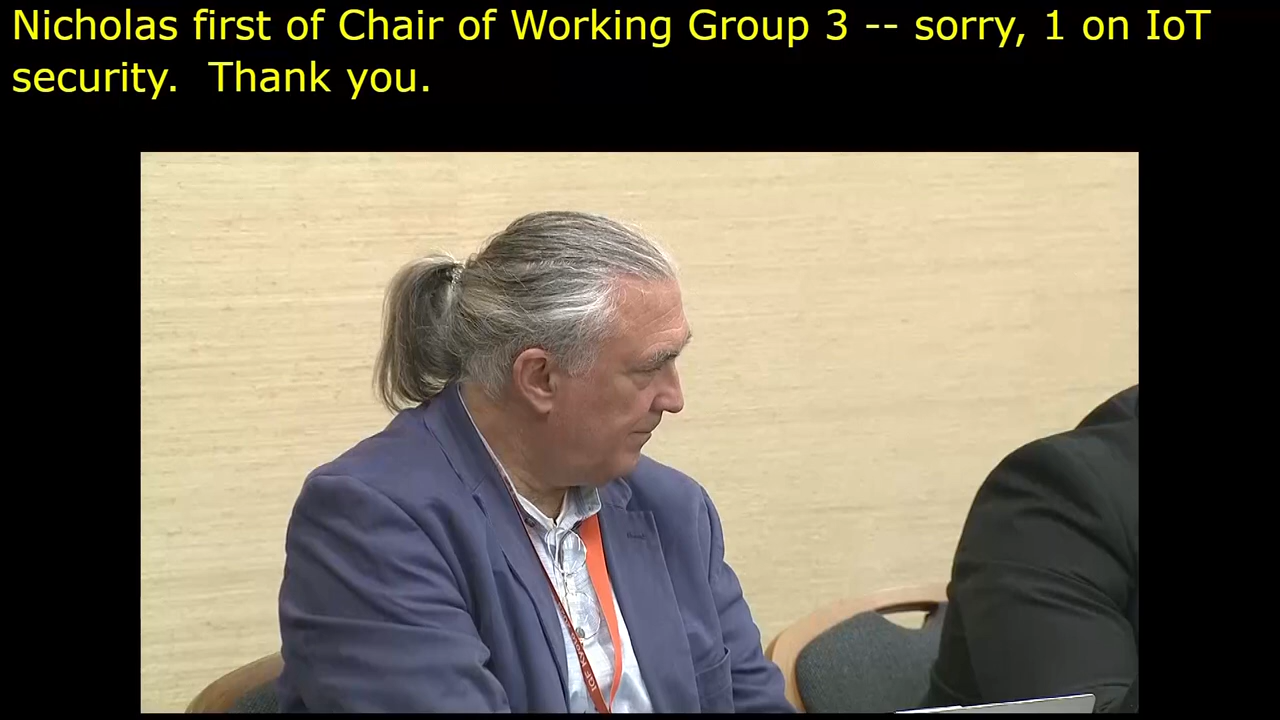 Nicholas first of Chair of Working Group 3 -- sorry, 1 on IoT
security.  Thank you.